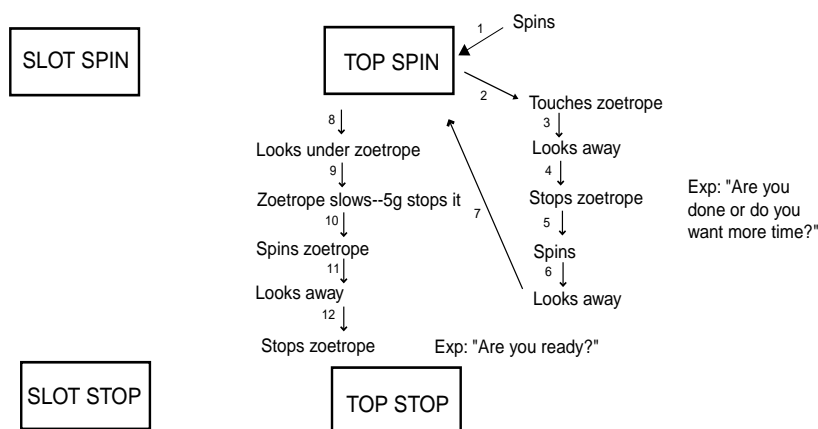 1
Spins
SLOT SPIN
TOP SPIN
2
Touches zoetrope
3
Looks away
4
Stops zoetrope
5
Spins
6
Looks away
7
Exp: "Are you
done or do you
want more time?"
8
Looks under zoetrope
9
Zoetrope slows--5g stops it
10
Spins zoetrope
11
Looks away
12
Stops zoetrope
Exp: "Are you ready?"
SLOT STOP
TOP STOP